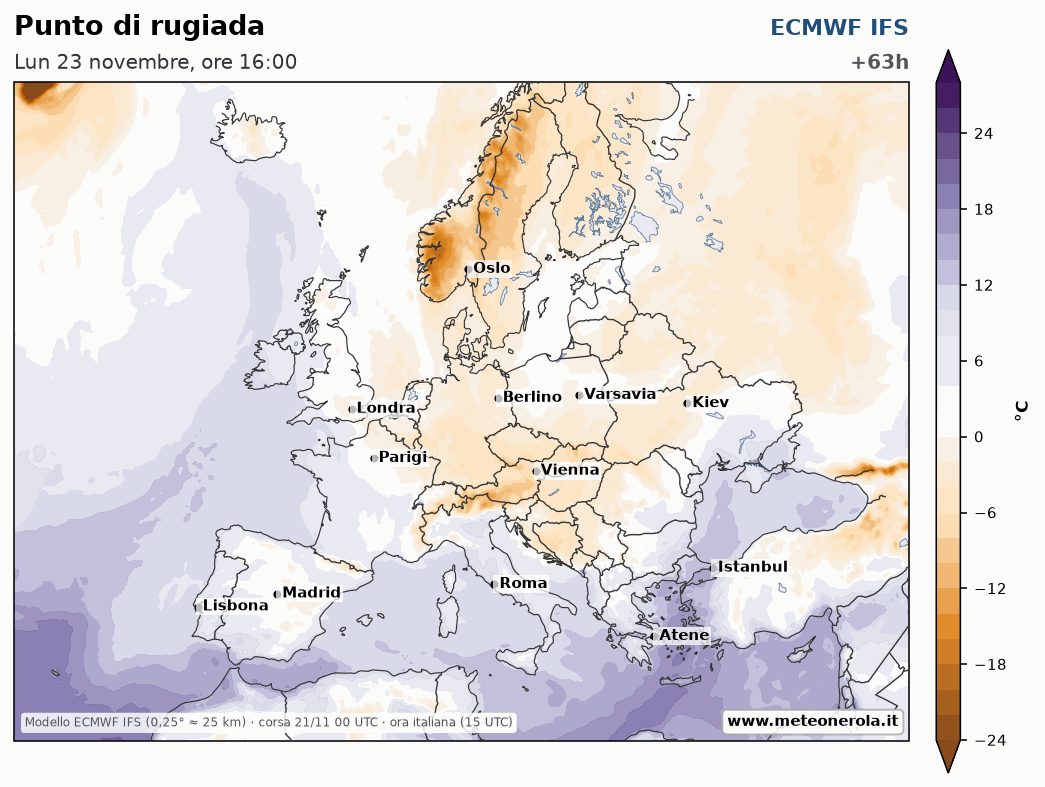 Punto di rugiada
ECMWF IFS
Lun 23 novembre, ore 16:00
+63h
Oslo
Berlino
Varsavia
Kiev
Londra
Parigi
Vienna
Istanbul
Roma
Madrid
Lisbona
Atene
24
18
12
6
0
−6
−12
−18
−24
°C
Modello ECMWF IFS (0,25° ≈ 25 km) · corsa 21/11 00 UTC · ora italiana (15 UTC)
www.meteonerola.it